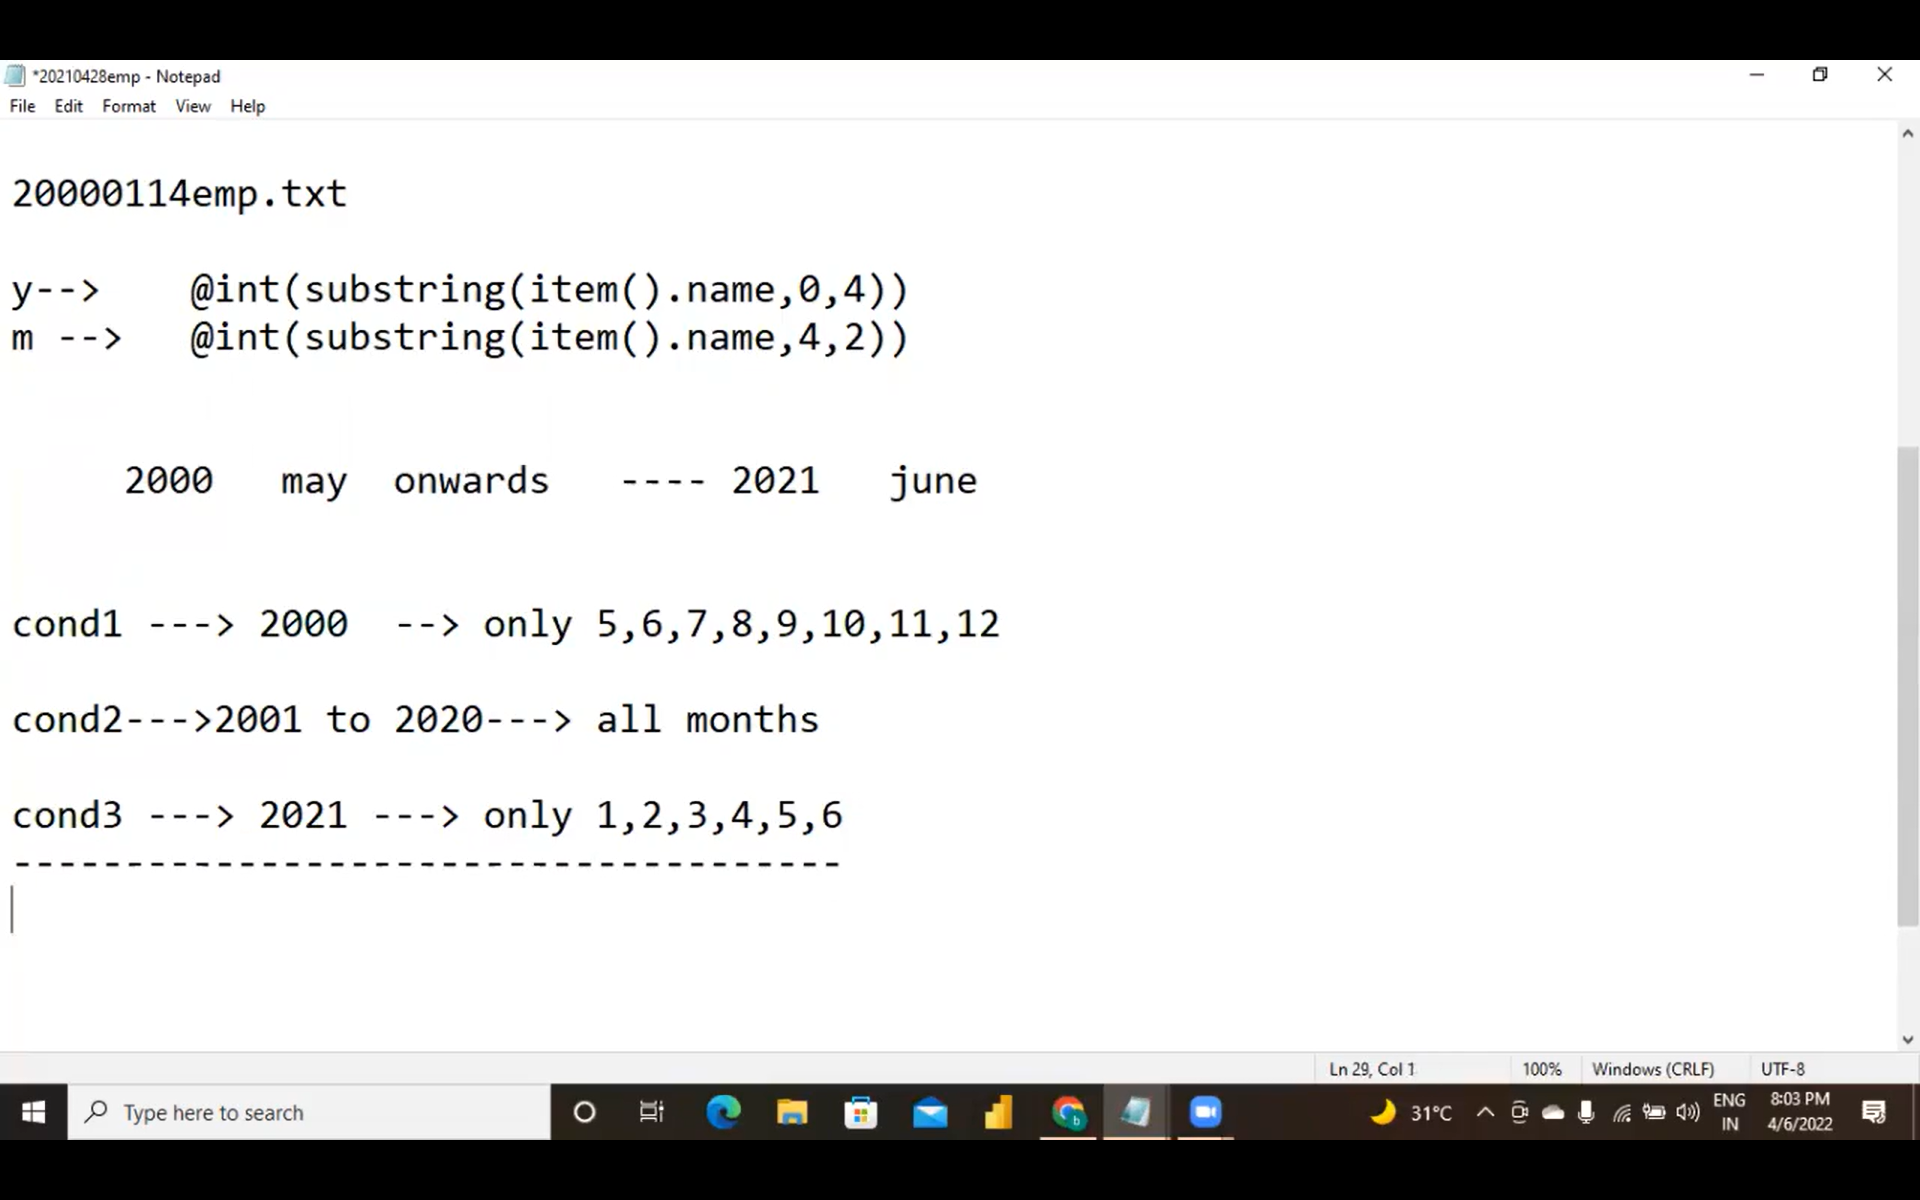 *20210428emp - Notepad
File Edit Format View Help
20000114emp.txt
y--> @int(substring(item().name,0,4))
m --> @int(substring(item().name,4,2))
2000 may onwards ---- 2021 june
cond1 ---> 2000 --> only 5,6,7,8,9,10,11,12
cond2--->2001 to 2020---> all months
cond3 ---> 2021 ---> only 1,2,3,4,5,6
-------------------------------------
Ln 29, Col 1 100% Windows (CRLF) UTF-8
Type here to search
31°C
ENG
IN
8:03 PM
4/6/2022